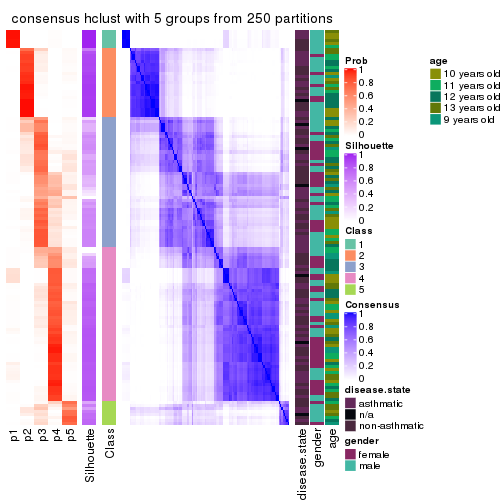 consensus hclust with 5 groups from 250 partitions
Prob
1
0.8
0.6
0.4
0.2
0
Silhouette
1
0.8
0.6
0.4
0.2
0
Class
1
2
3
4
5
Consensus
1
0.8
0.6
0.4
0.2
0
disease.state
asthmatic
n/a
non-asthmatic
gender
female
male
age
10 years old
11 years old
12 years old
13 years old
9 years old
p1
p2
p3
p4
p5
Silhouette
Class
disease.state
gender
age